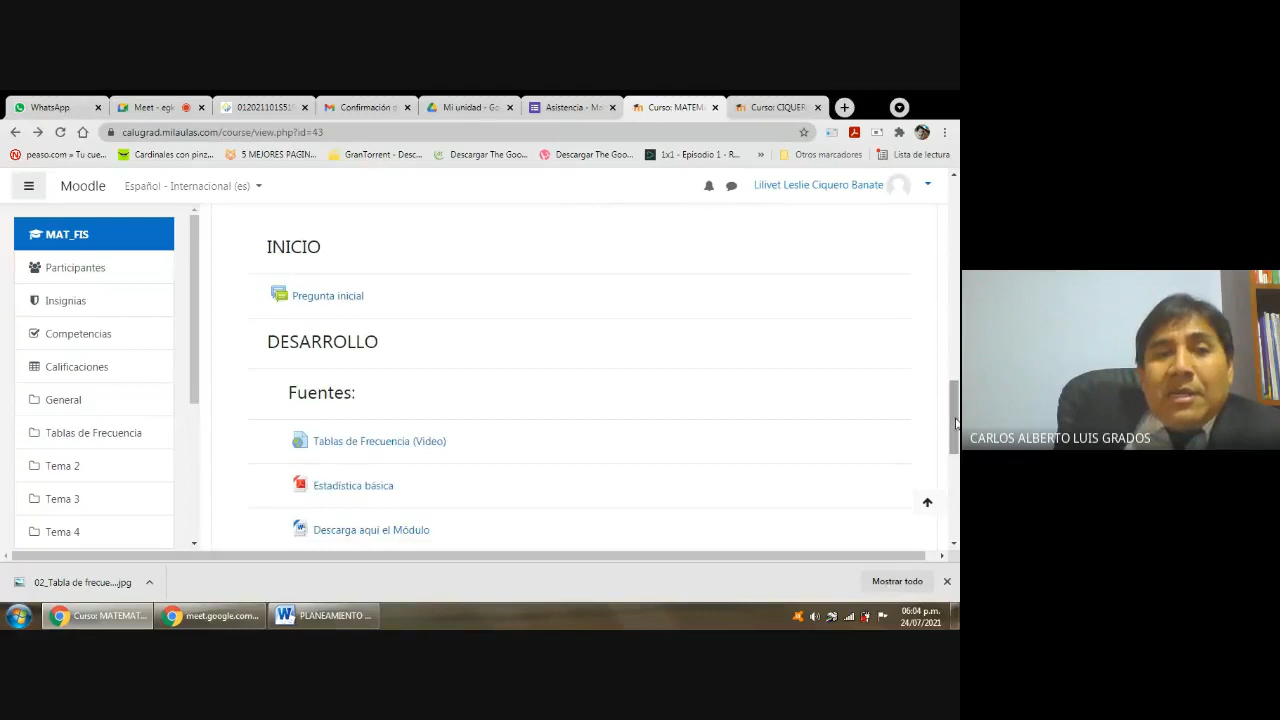 WhatsApp
Meet - egk
012021101S51
Confirmación p
Mi unidad - Go
Asistencia - Ma
Curso: MATEM
Curso: CIQUER
calugrad.milaulas.com/course/view.php?id=43
peaso.com » Tu cue...
Cardinales con pinz...
5 MEJORES PAGIN...
GranTorrent - Desc...
Descargar The Goo...
Descargar The Goo...
1x1 - Episodio 1 - R...
»
Otros marcadores
Lista de lectura
Moodle
Español - Internacional (es)
Lilivet Leslie Ciquero Banate
MAT_FIS
Participantes
Insignias
Competencias
Calificaciones
General
Tablas de Frecuencia
Tema 2
Tema 3
Tema 4
INICIO
Pregunta inicial
DESARROLLO
Fuentes:
Tablas de Frecuencia (Video)
Estadística básica
Descarga aquí el Módulo
CARLOS ALBERTO LUIS GRADOS
02_Tabla de frecue....jpg
Mostrar todo
Curso: MATEMAT...
meet.google.com...
PLANEAMIENTO ...
06:04 p.m.
24/07/2021